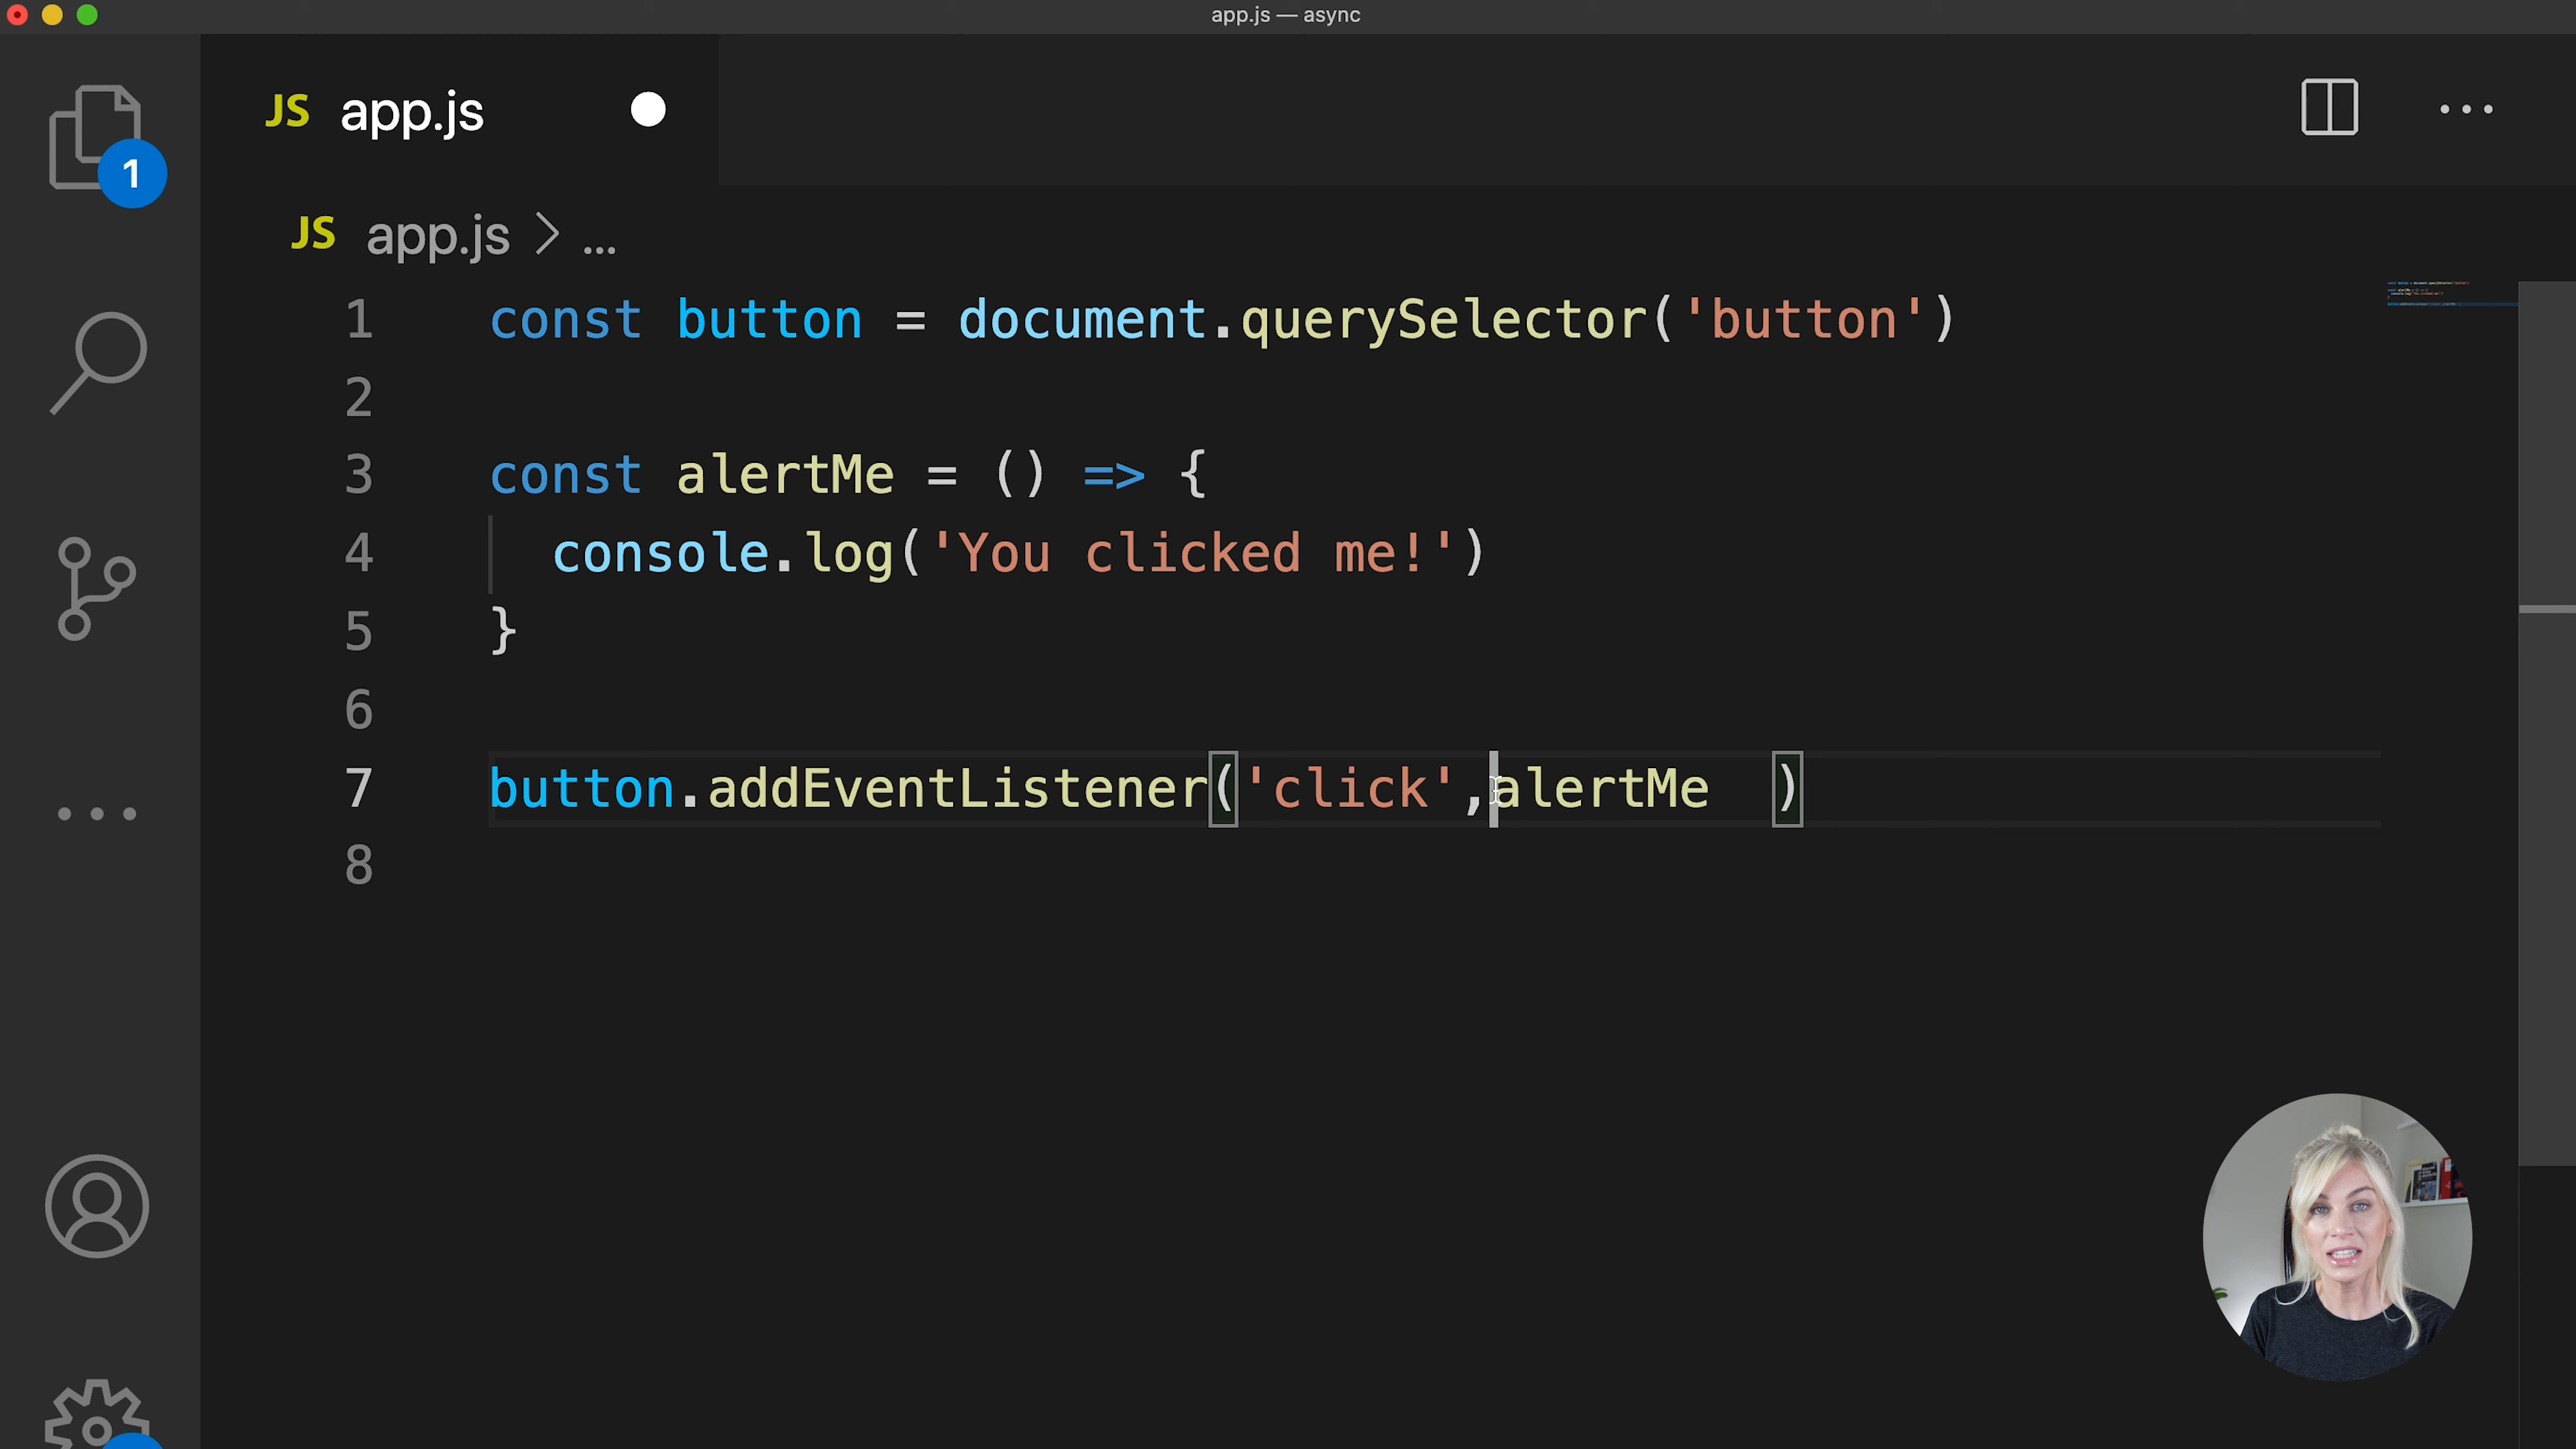 app.js — async
JS app.js
1
JS app.js > ...
1 const button = document.querySelector('button')
2
3 const alertMe = () => {
4 console.log('You clicked me!')
5 }
6
7 button.addEventListener('click',alertMe  )
8